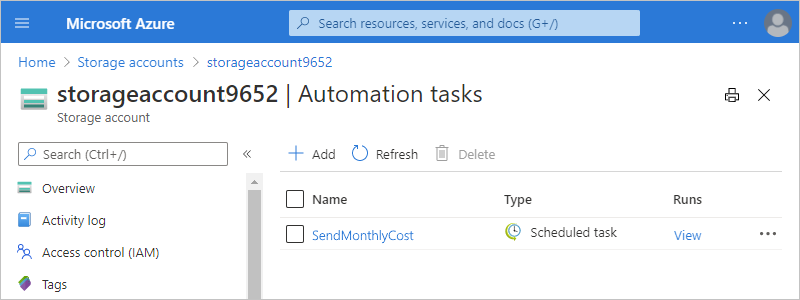 Microsoft Azure
Search resources, services, and docs (G+/)
Home > Storage accounts > storageaccount9652
storageaccount9652 | Automation tasks
Storage account
Search (Ctrl+/)
Add Refresh Delete
Overview
Activity log
Access control (IAM)
Tags
Name Type Runs
SendMonthlyCost Scheduled task View